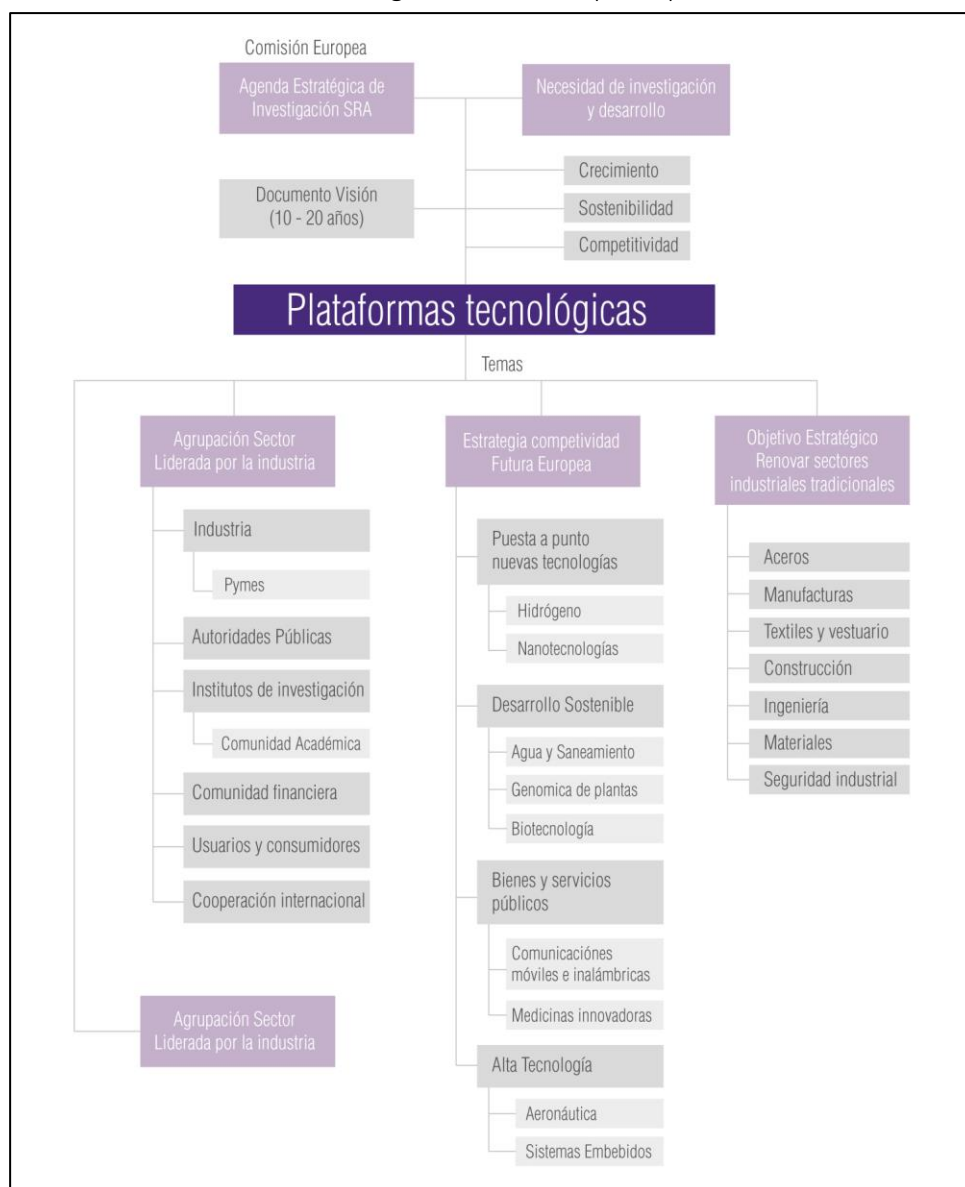 Comisión Europea
Agenda Estratégica de
Investigación SRA
Necesidad de investigación
y desarrollo
Crecimiento
Documento Visión
(10 - 20 años)
Sostenibilidad
Competitividad
Plataformas tecnológicas
Temas
Agrupación Sector
Liderada por la industria
Industria
Pymes
Autoridades Públicas
Institutos de investigación
Comunidad Académica
Comunidad financiera
Usuarios y consumidores
Cooperación internacional
Agrupación Sector
Liderada por la industria
Estrategia competividad
Futura Europea
Puesta a punto
nuevas tecnologías
Hidrógeno
Nanotecnologías
Desarrollo Sostenible
Agua y Saneamiento
Genomica de plantas
Biotecnología
Bienes y servicios
públicos
Comunicaciónes
móviles e inalámbricas
Medicinas innovadoras
Alta Tecnología
Aeronáutica
Sistemas Embebidos
Objetivo Estratégico
Renovar sectores
industriales tradicionales
Aceros
Manufacturas
Textiles y vestuario
Construcción
Ingeniería
Materiales
Seguridad industrial